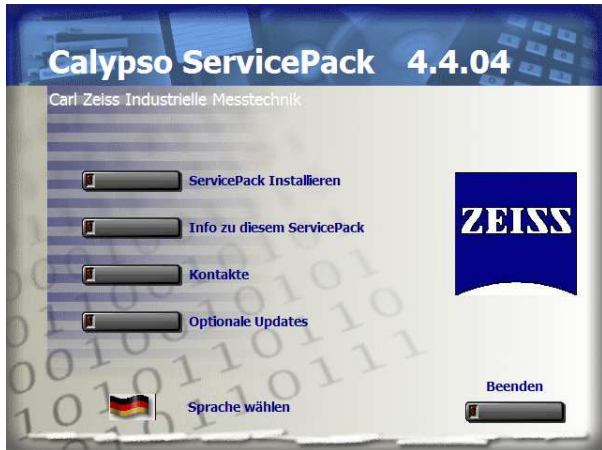 Calypso ServicePack 4.4.04
Carl Zeiss Industrielle Messtechnik
ServicePack Installieren
Info zu diesem ServicePack
ZEISS
Kontakte
Optionale Updates
Sprache wählen
Beenden